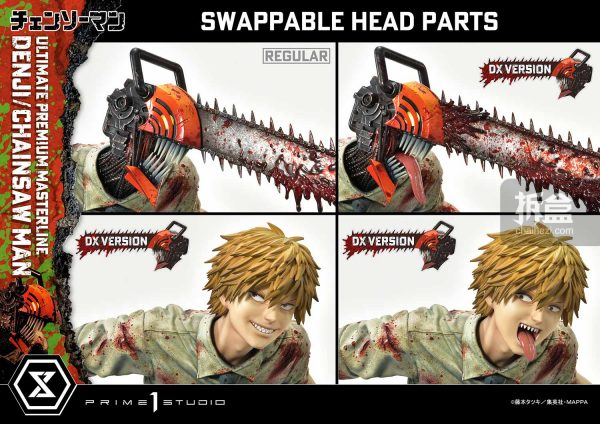 チェンソーマン
ULTIMATE PREMIUM MASTERLINE
DENJI/CHAINSAW MAN
SWAPPABLE HEAD PARTS
REGULAR
DX VERSION
DX VERSION
DX VERSION
折盒
chaihezi.com
PRIME 1 STUDIO
©藤本タツキ/集英社・MAPPA